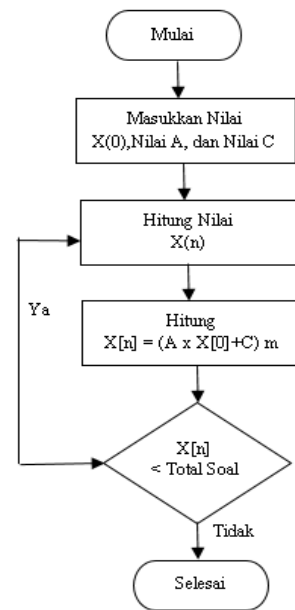 Mulai
Masukkan Nilai
X(0),Nilai A, dan Nilai C
Hitung Nilai
X(n)
Ya
Hitung
X[n] = (A x X[0]+C) m
X[n]
< Total Soal
Tidak
Selesai